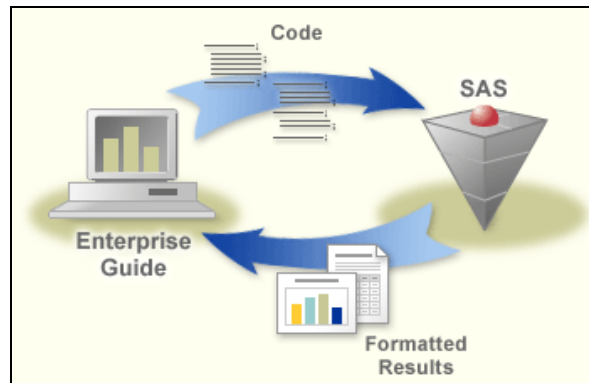 Code
SAS
Enterprise
Guide
Formatted
Results